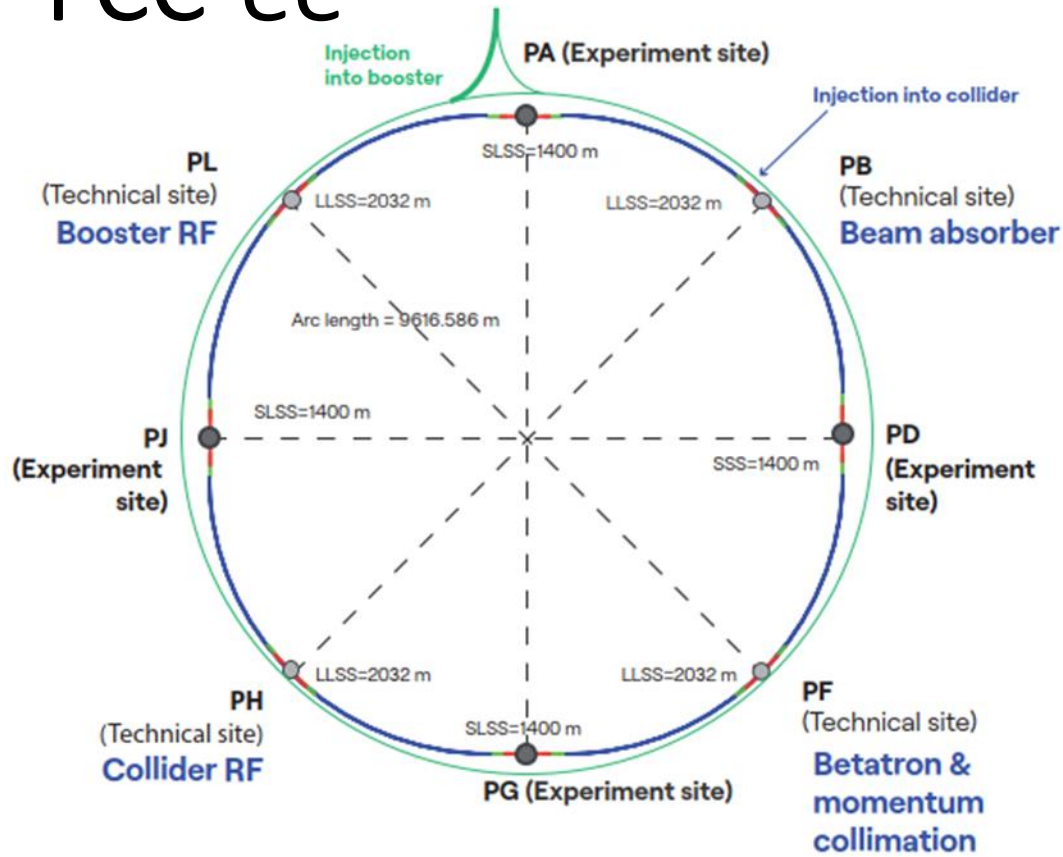 Injection
into booster
PA (Experiment site)
Injection into collider
SLSS=1400 m
PL
(Technical site)
Booster RF
LLSS=2032 m
LLSS=2032 m
PB
(Technical site)
Beam absorber
Arc length = 9616.586 m
SLSS=1400 m
PJ
(Experiment
site)
SSS=1400 m
PD
(Experiment
site)
LLSS=2032 m
LLSS=2032 m
PH
(Technical site)
Collider RF
SLSS=1400 m
PG (Experiment site)
PF
(Technical site)
Betatron &
momentum
collimation